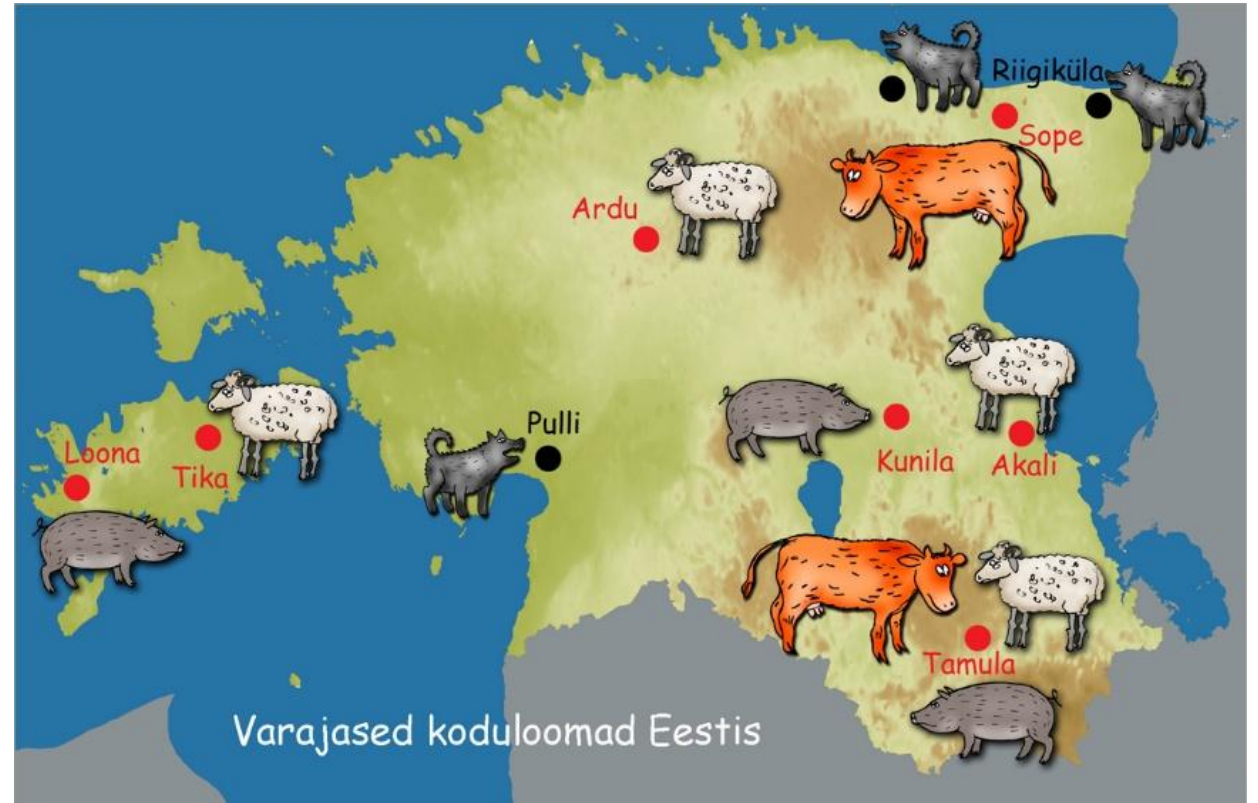 Riigiküla
Sope
Ardu
Pulli
Loona
Tika
Kunila
Akali
Tamula
Varajased koduloomad Eestis